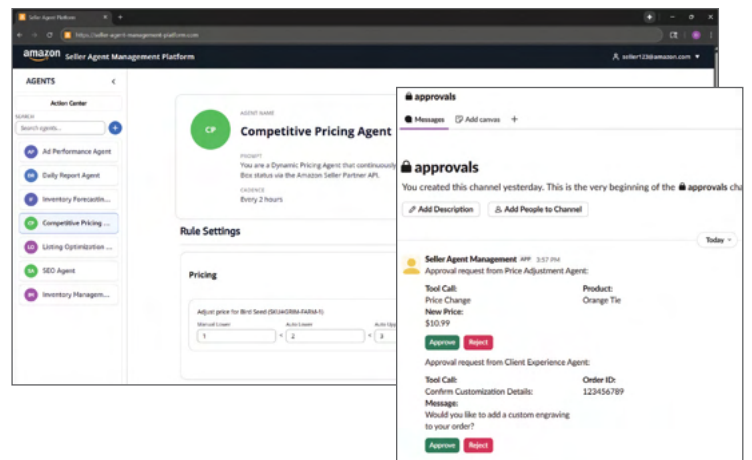 Seller Agent Platform
https://seller-agent-management-platform.com
amazon Seller Agent Management Platform
seller123@amazon.com
AGENTS
Action Center
SEARCH
Search agents...
AP Ad Performance Agent
DR Daily Report Agent
IF Inventory Forecastin...
CP Competitive Pricing ...
LO Listing Optimization ...
SA SEO Agent
IM Inventory Managem...
CP
AGENT NAME
Competitive Pricing Agent
PROMPT
You are a Dynamic Pricing Agent that continuously
Box status via the Amazon Seller Partner API.
CADENCE
Every 2 hours
Rule Settings
Pricing
Adjust price for Bird Seed
Manual Lower
Auto Lower
Auto Upp
1 < 2 < 3
approvals
Messages Add canvas +
approvals
You created this channel yesterday. This is the very beginning of the approvals cha
Add Description Add People to Channel
Today
Seller Agent Management APP 3:57 PM
Approval request from Price Adjustment Agent:
Tool Call: Product:
Price Change Orange Tie
New Price:
$10.99
Approve Reject
Approval request from Client Experience Agent:
Tool Call: Order ID:
Confirm Customization Details: 123456789
Message:
Would you like to add a custom engraving
to your order?
Approve Reject